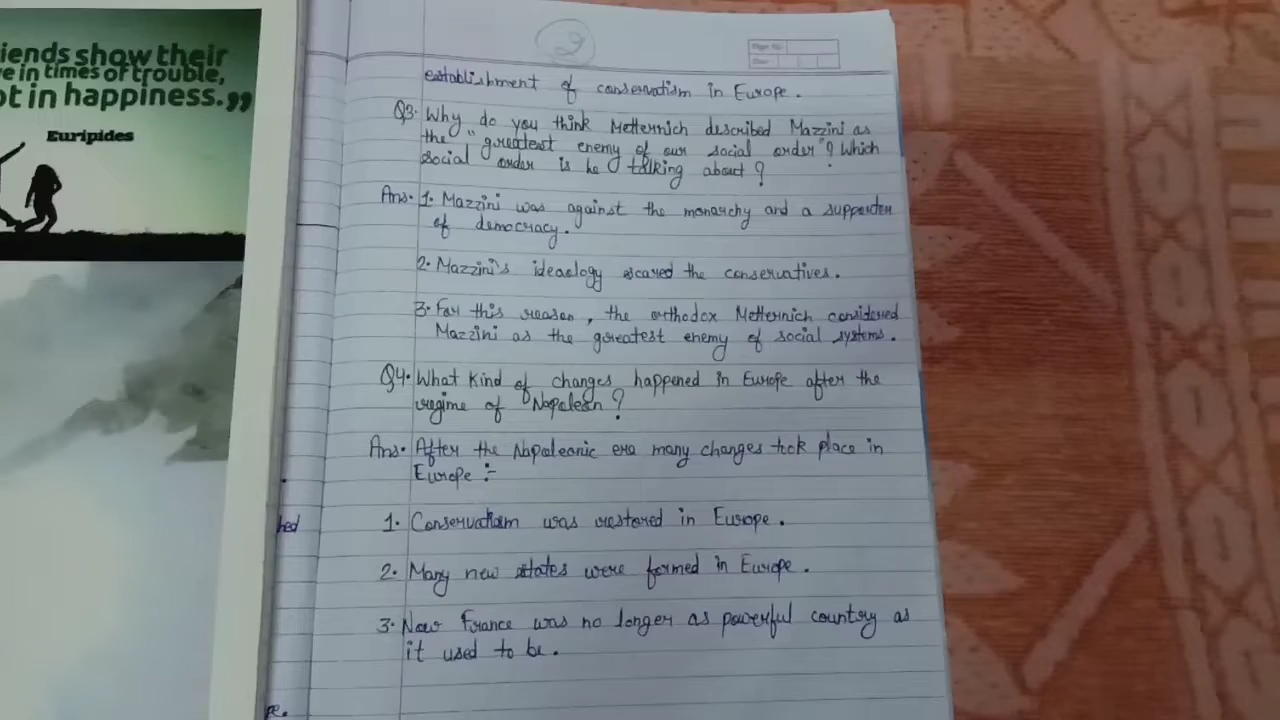 iends show their
e in times of trouble,
ot in happiness.”
Euripides
2
Page No.
Date
establishment of conservatism in Europe.
Q3. Why do you think Metternich described Mazzini as
the "greatest enemy of our social order"? Which
social order is he talking about?
Ans. 1. Mazzini was against the monarchy and a supporter
of democracy.
2. Mazzini's ideology scared the conservatives.
3. For this reason, the orthodox Metternich considered
Mazzini as the greatest enemy of social systems.
Q4. What kind of changes happened in Europe after the
regime of Napoleon?
Ans. After the Napoleonic era many changes took place in
Europe :-
1. Conservatism was restored in Europe.
hed
2. Many new states were formed in Europe.
3. Now France was no longer as powerful country as
it used to be.